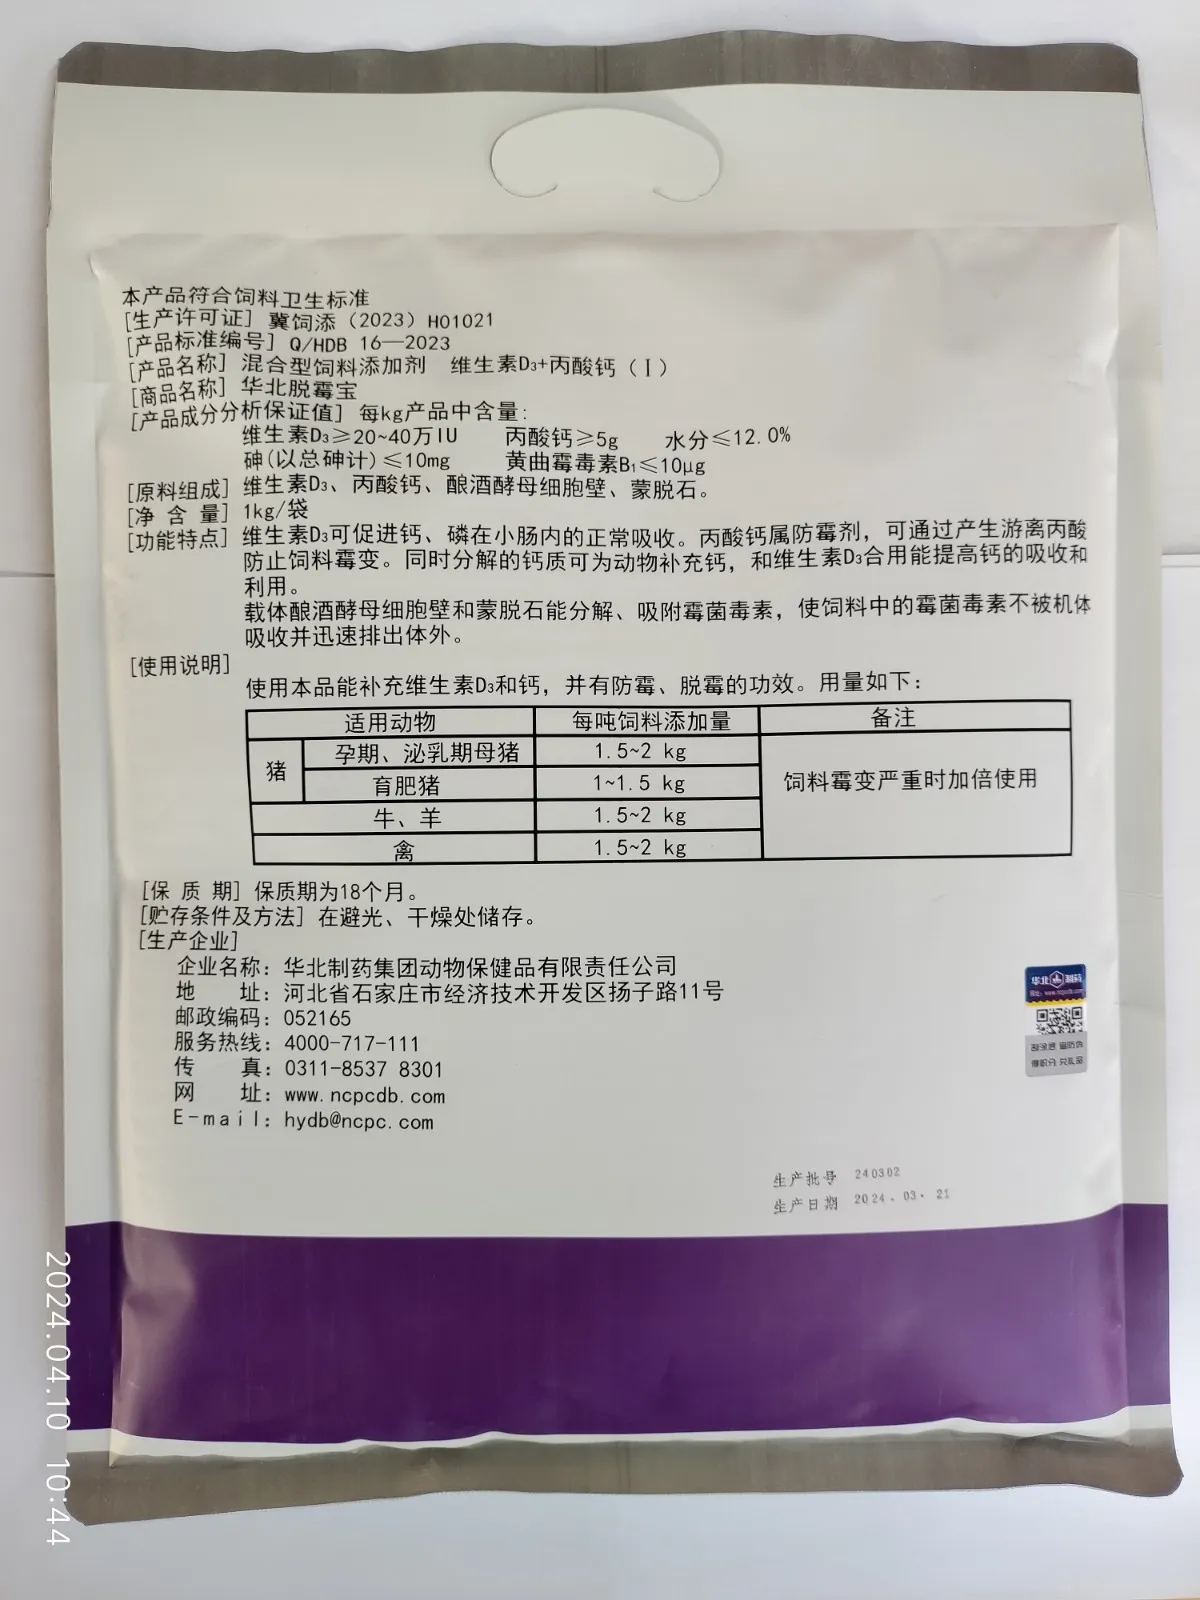 本产品符合饲料卫生标准
[生产许可证] 冀饲添（2023）H01021
[产品标准编号] Q/HDB 16—2023
[产品名称] 混合型饲料添加剂 维生素D₃+丙酸钙（Ⅰ）
[商品名称] 华北脱霉宝
[产品成分分析保证值] 每kg产品中含量:
维生素D₃≥20~40万IU 丙酸钙≥5g 水分≤12.0%
砷(以总砷计)≤10mg 黄曲霉毒素B₁≤10μg
[原料组成] 维生素D₃、丙酸钙、酿酒酵母细胞壁、蒙脱石。
[净 含 量] 1kg/袋
[功能特点] 维生素D₃可促进钙、磷在小肠内的正常吸收。丙酸钙属防霉剂，可通过产生游离丙酸
防止饲料霉变。同时分解的钙质可为动物补充钙，和维生素D₃合用能提高钙的吸收和
利用。
载体酿酒酵母细胞壁和蒙脱石能分解、吸附霉菌毒素，使饲料中的霉菌毒素不被机体
吸收并迅速排出体外。
[使用说明]
使用本品能补充维生素D₃和钙，并有防霉、脱霉的功效。用量如下：
适用动物 每吨饲料添加量 备注
猪 孕期、泌乳期母猪 1.5~2 kg
育肥猪 1~1.5 kg 饲料霉变严重时加倍使用
牛、羊 1.5~2 kg
禽 1.5~2 kg
[保 质 期] 保质期为18个月。
[贮存条件及方法] 在避光、干燥处储存。
[生产企业]
企业名称：华北制药集团动物保健品有限责任公司
地 址：河北省石家庄市经济技术开发区扬子路11号
邮政编码：052165
服务热线：4000-717-111
传 真：0311-8537 8301
网 址：www.ncpcdb.com
E-mail：hydb@ncpc.com
华北 制药
生产批号 240302
生产日期 2024.03.21
2024.04.10 10:44